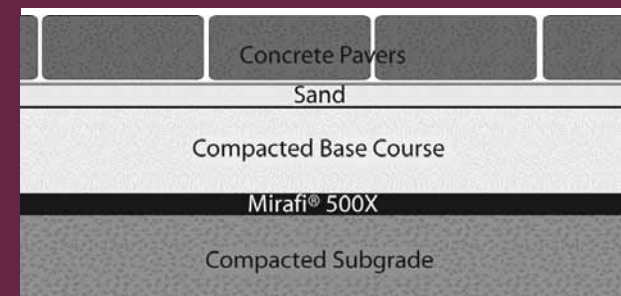 Concrete Pavers
Sand
Compacted Base Course
Mirafi® 500X
Compacted Subgrade